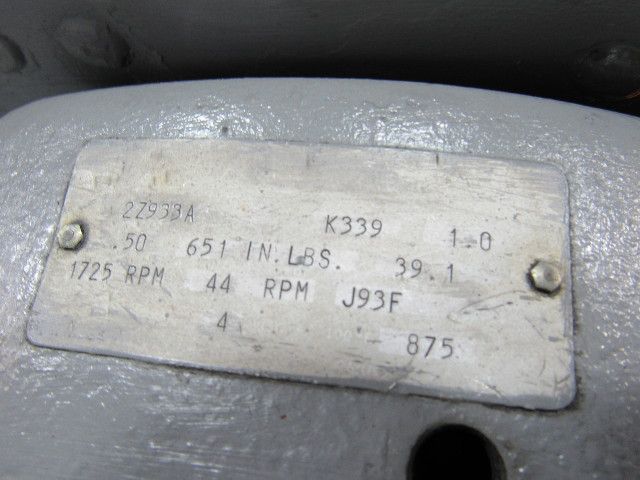 2Z933A K339 1.0
.50 651 IN.LBS. 39.1
1725 RPM 44 RPM J93F
4 875